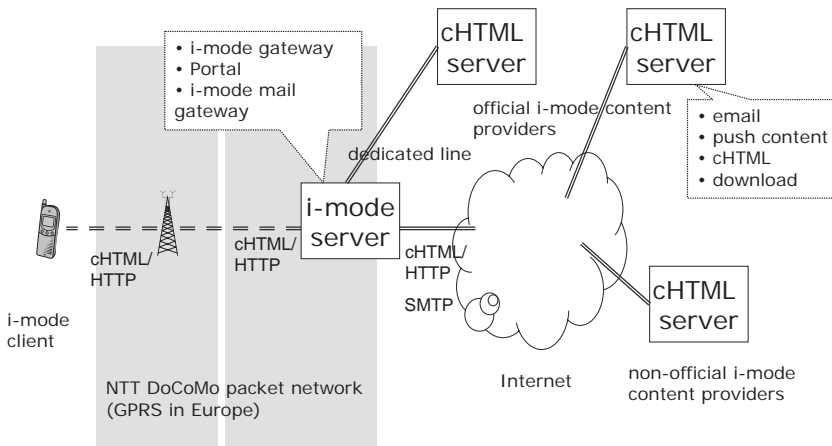 • i-mode gateway
• Portal
• i-mode mail
gateway
cHTML
server
cHTML
server
official i-mode content
providers
• email
• push content
• cHTML
• download
dedicated line
i-mode
server
cHTML/
HTTP
cHTML/
HTTP
cHTML/
HTTP
SMTP
cHTML
server
i-mode
client
Internet
non-official i-mode
content providers
NTT DoCoMo packet network
(GPRS in Europe)